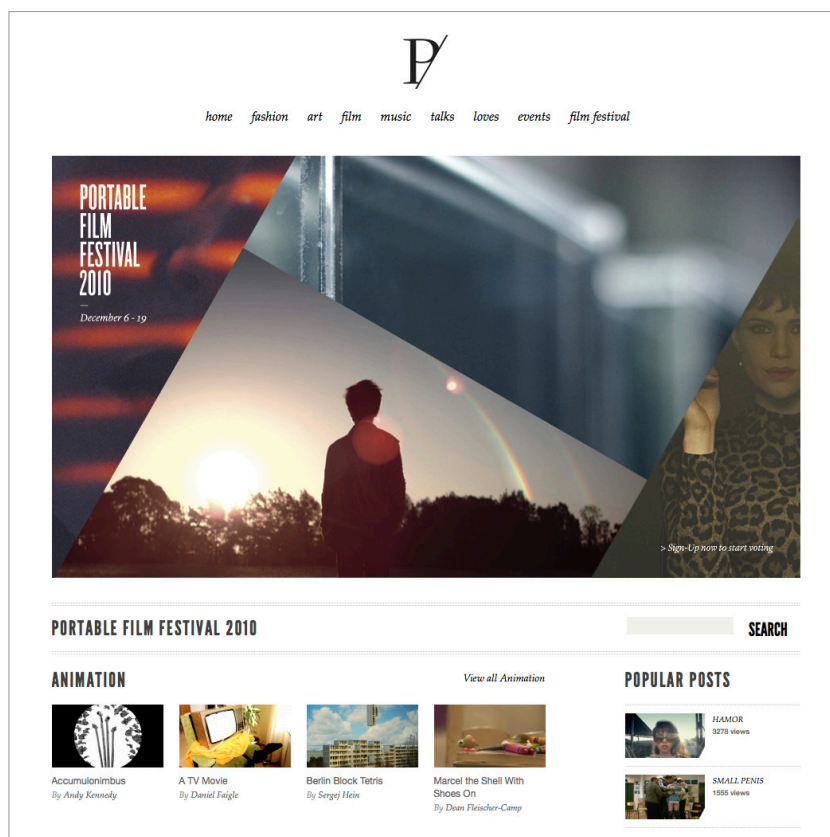 P/
home fashion art film music talks loves events film festival
PORTABLE
FILM
FESTIVAL
2010
December 6 - 19
> Sign-Up now to start voting
PORTABLE FILM FESTIVAL 2010
SEARCH
ANIMATION
View all Animation
Accumulonimbus
By Andy Kennedy
A TV Movie
By Daniel Faigle
Berlin Block Tetris
By Sergej Hein
Marcel the Shell With
Shoes On
By Dean Fleischer-Camp
POPULAR POSTS
HAMOR
3278 views
SMALL PENIS
1555 views